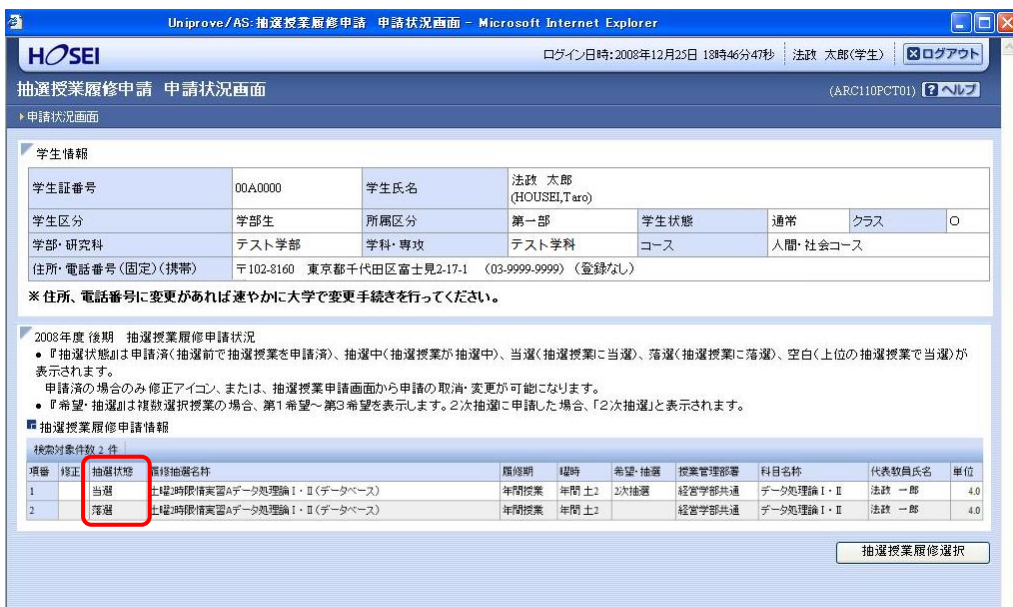 Uniprove/AS:抽選授業履修申請 申請状況画面 - Microsoft Internet Explorer
HOSEI
ログイン日時:2008年12月25日 18時46分47秒 法政 太郎(学生) ログアウト
抽選授業履修申請 申請状況画面 (ARC110PCT01) ? ヘルプ
申請状況画面
学生情報
学生証番号 00A0000 学生氏名 法政 太郎
(HOUSEI,Taro)
学生区分 学部生 所属区分 第一部 学生状態 通常 クラス O
学部・研究科 テスト学部 学科・専攻 テスト学科 コース 人間・社会コース
住所・電話番号(固定)(携帯) 〒102-8160 東京都千代田区富士見2-17-1 (03-9999-9999) (登録なし)
※住所、電話番号に変更があれば速やかに大学で変更手続きを行ってください。
2008年度 後期 抽選授業履修申請状況
● 『抽選状態』は申請済(抽選前で抽選授業を申請済)、抽選中(抽選授業が抽選中)、当選(抽選授業に当選)、落選(抽選授業に落選)、空白(上位の抽選授業で当選)が
表示されます。
申請済の場合のみ修正アイコン、または、抽選授業申請画面から申請の取消・変更が可能になります。
● 『希望・抽選』は複数選択授業の場合、第1希望~第3希望を表示します。2次抽選に申請した場合、「2次抽選」と表示されます。
抽選授業履修申請情報
検索対象件数 2 件
項番 修正 抽選状態 履修抽選名称 履修期 曜時 希望・抽選 授業管理部署 科目名称 代表教員氏名 単位
1 当選 土曜2時限情実習Aデータ処理論Ⅰ・Ⅱ(データベース) 年間授業 年間 土2 2次抽選 経営学部共通 データ処理論Ⅰ・Ⅱ 法政 一郎 4.0
2 落選 土曜2時限情実習Aデータ処理論Ⅰ・Ⅱ(データベース) 年間授業 年間 土2 経営学部共通 データ処理論Ⅰ・Ⅱ 法政 一郎 4.0
抽選授業履修選択